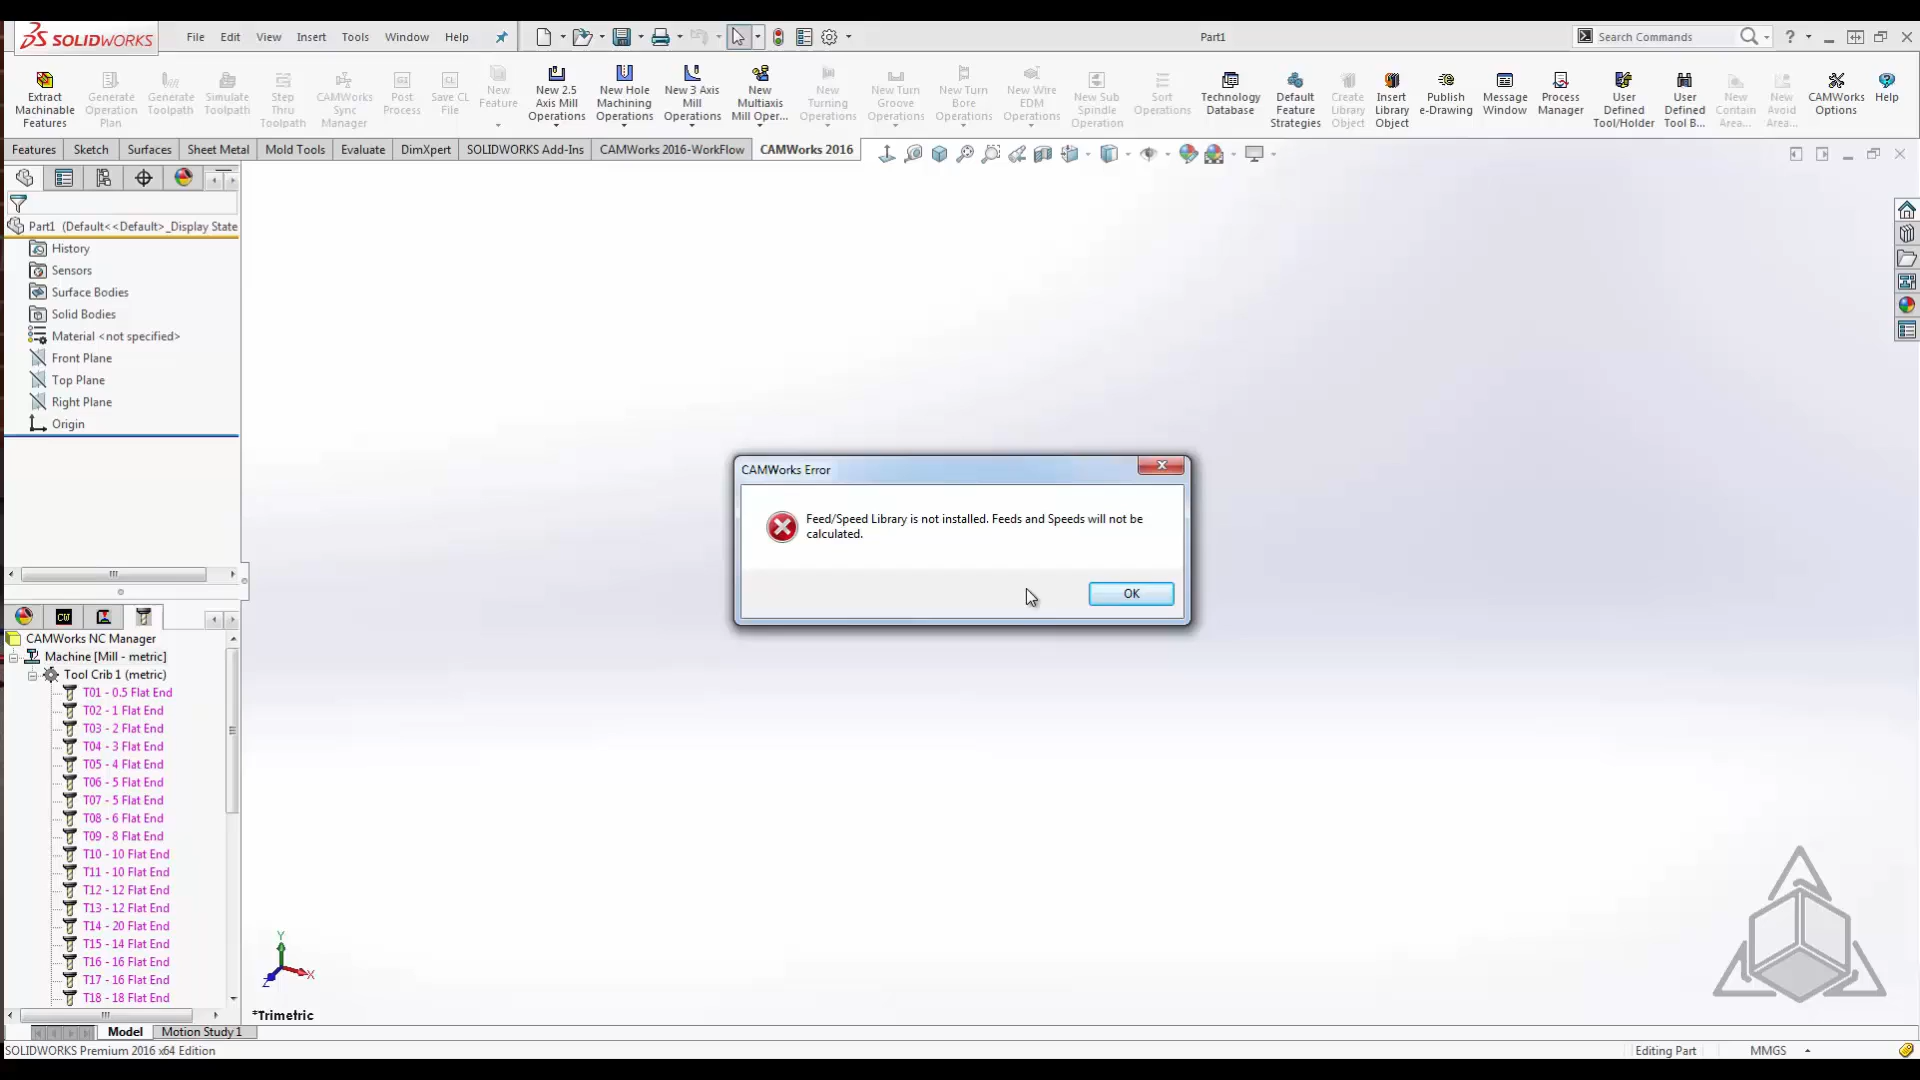 SOLIDWORKS
File Edit View Insert Tools Window Help
Part1
Search Commands
Extract Machinable Features
Generate Operation Plan
Generate Toolpath
Simulate Toolpath
Step Thru Toolpath
CAMWorks Sync Manager
Post Process
Save CL File
New Feature
New 2.5 Axis Mill Operations
New Hole Machining Operations
New 3 Axis Mill Operations
New Multiaxis Mill Oper...
New Turning Operations
New Turn Groove Operations
New Turn Bore Operations
New Wire EDM Operations
New Sub Spindle Operation
Sort Operations
Technology Database
Default Feature Strategies
Create Library Object
Insert Library Object
Publish e-Drawing
Message Window
Process Manager
User Defined Tool/Holder
User Defined Tool B...
New Contain Area...
New Avoid Area...
CAMWorks Options
Help
Features Sketch Surfaces Sheet Metal Mold Tools Evaluate DimXpert SOLIDWORKS Add-Ins CAMWorks 2016-WorkFlow CAMWorks 2016
Part1 (Default<<Default>_Display State
History
Sensors
Surface Bodies
Solid Bodies
Material <not specified>
Front Plane
Top Plane
Right Plane
Origin
CAMWorks Error
Feed/Speed Library is not installed. Feeds and Speeds will not be
calculated.
OK
CAMWorks NC Manager
Machine [Mill - metric]
Tool Crib 1 (metric)
T01 - 0.5 Flat End
T02 - 1 Flat End
T03 - 2 Flat End
T04 - 3 Flat End
T05 - 4 Flat End
T06 - 5 Flat End
T07 - 5 Flat End
T08 - 6 Flat End
T09 - 8 Flat End
T10 - 10 Flat End
T11 - 10 Flat End
T12 - 12 Flat End
T13 - 12 Flat End
T14 - 20 Flat End
T15 - 14 Flat End
T16 - 16 Flat End
T17 - 16 Flat End
T18 - 18 Flat End
Y
X
Z
*Trimetric
Model Motion Study 1
SOLIDWORKS Premium 2016 x64 Edition
Editing Part MMGS